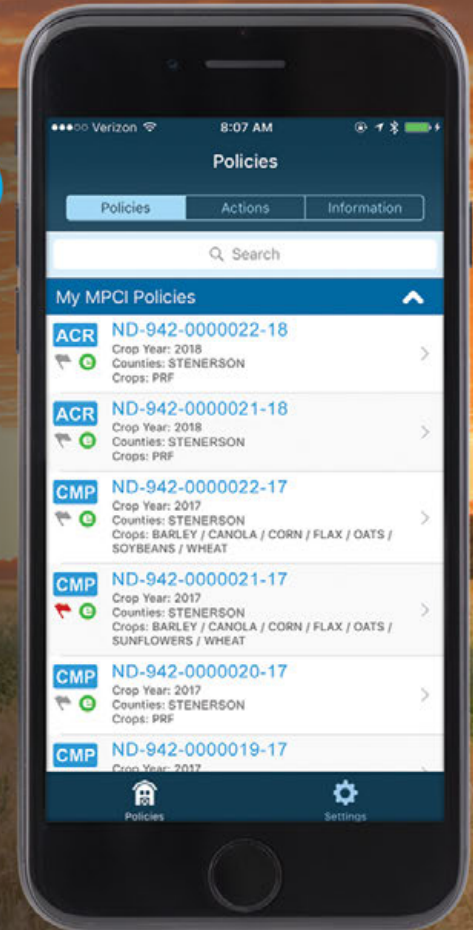 Verizon 8:07 AM
Policies
Policies Actions Information
Search
My MPCI Policies
ACR ND-942-0000022-18
Crop Year: 2018
Counties: STENERSON
Crops: PRF
ACR ND-942-0000021-18
Crop Year: 2018
Counties: STENERSON
Crops: PRF
CMP ND-942-0000022-17
Crop Year: 2017
Counties: STENERSON
Crops: BARLEY / CANOLA / CORN / FLAX / OATS /
SOYBEANS / WHEAT
CMP ND-942-0000021-17
Crop Year: 2017
Counties: STENERSON
Crops: BARLEY / CANOLA / CORN / FLAX / OATS /
SUNFLOWERS / WHEAT
CMP ND-942-0000020-17
Crop Year: 2017
Counties: STENERSON
Crops: PRF
CMP ND-942-0000019-17
Crop Year: 2017
Policies Settings